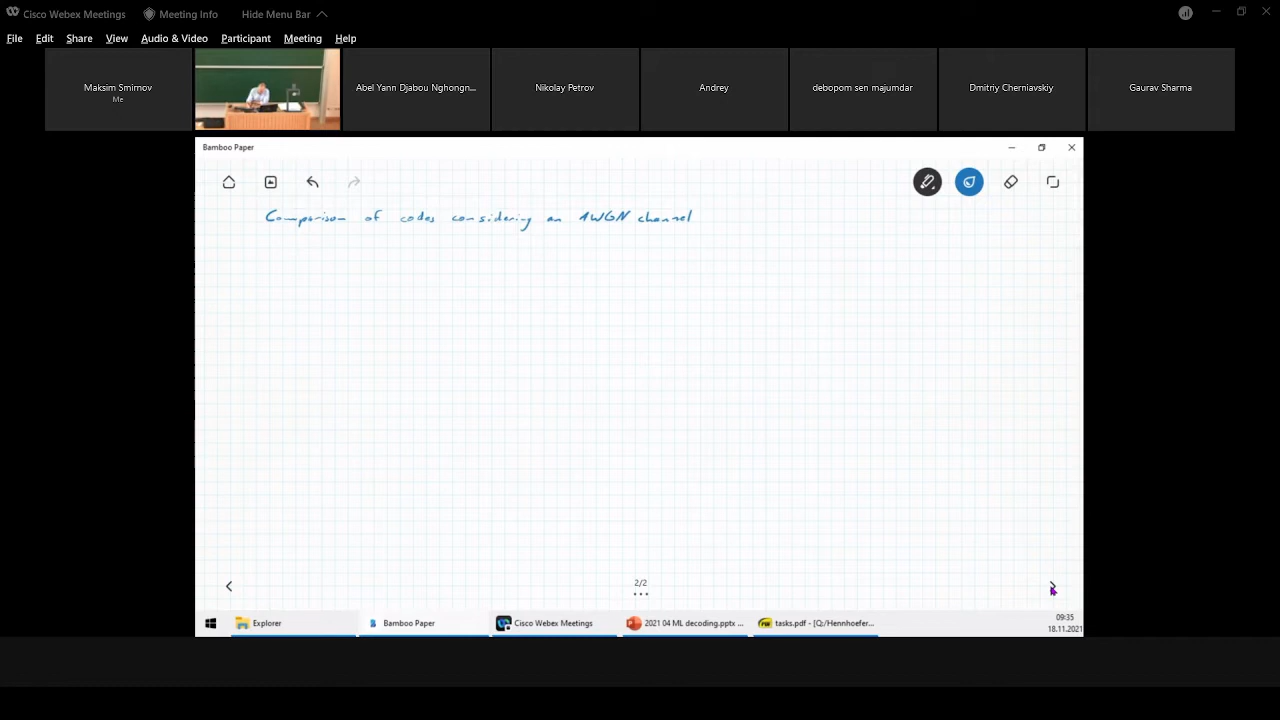 Cisco Webex Meetings Meeting Info Hide Menu Bar
File Edit Share View Audio & Video Participant Meeting Help
Maksim Smirnov
Me
Abel Yann Djabou Nghongn...
Nikolay Petrov
Andrey
debopom sen majumdar
Dmitriy Cherniavskiy
Gaurav Sharma
Bamboo Paper
Comparison of codes considering an AWGN channel
2/2
Explorer
Bamboo Paper
Cisco Webex Meetings
2021 04 ML decoding.pptx ...
tasks.pdf - [Q:/Hennhoefer...
09:35
18.11.2021